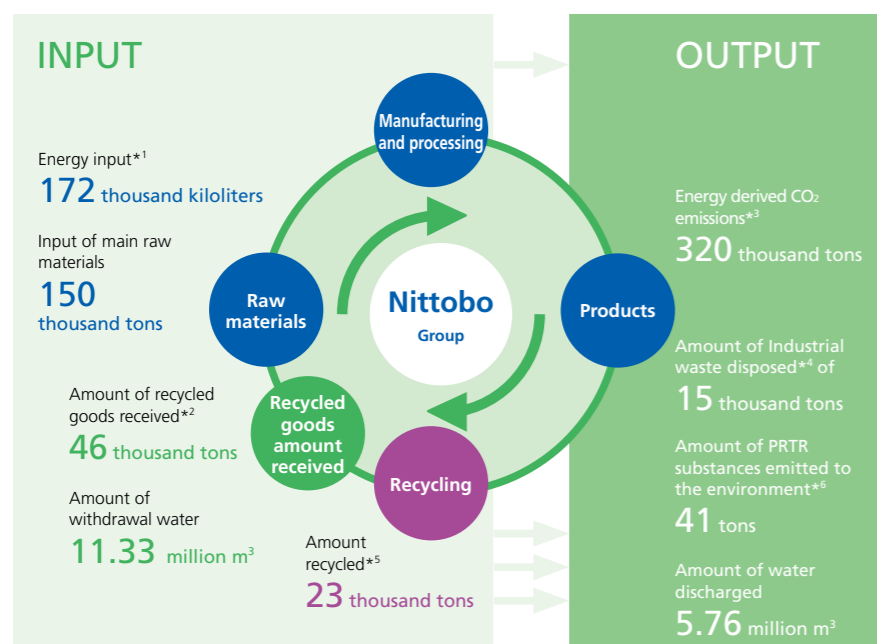 INPUT
Energy input*1
172 thousand kiloliters
Input of main raw
materials
150
thousand tons
Amount of recycled
goods received*2
46 thousand tons
Amount of
withdrawal water
11.33 million m³
Manufacturing
and processing
Raw
materials
Nittobo
Group
Products
Recycled
goods
amount
received
Recycling
Amount
recycled*5
23 thousand tons
OUTPUT
Energy derived CO₂
emissions*3
320 thousand tons
Amount of Industrial
waste disposed*4 of
15 thousand tons
Amount of PRTR
substances emitted to
the environment*6
41 tons
Amount of water
discharged
5.76 million m³